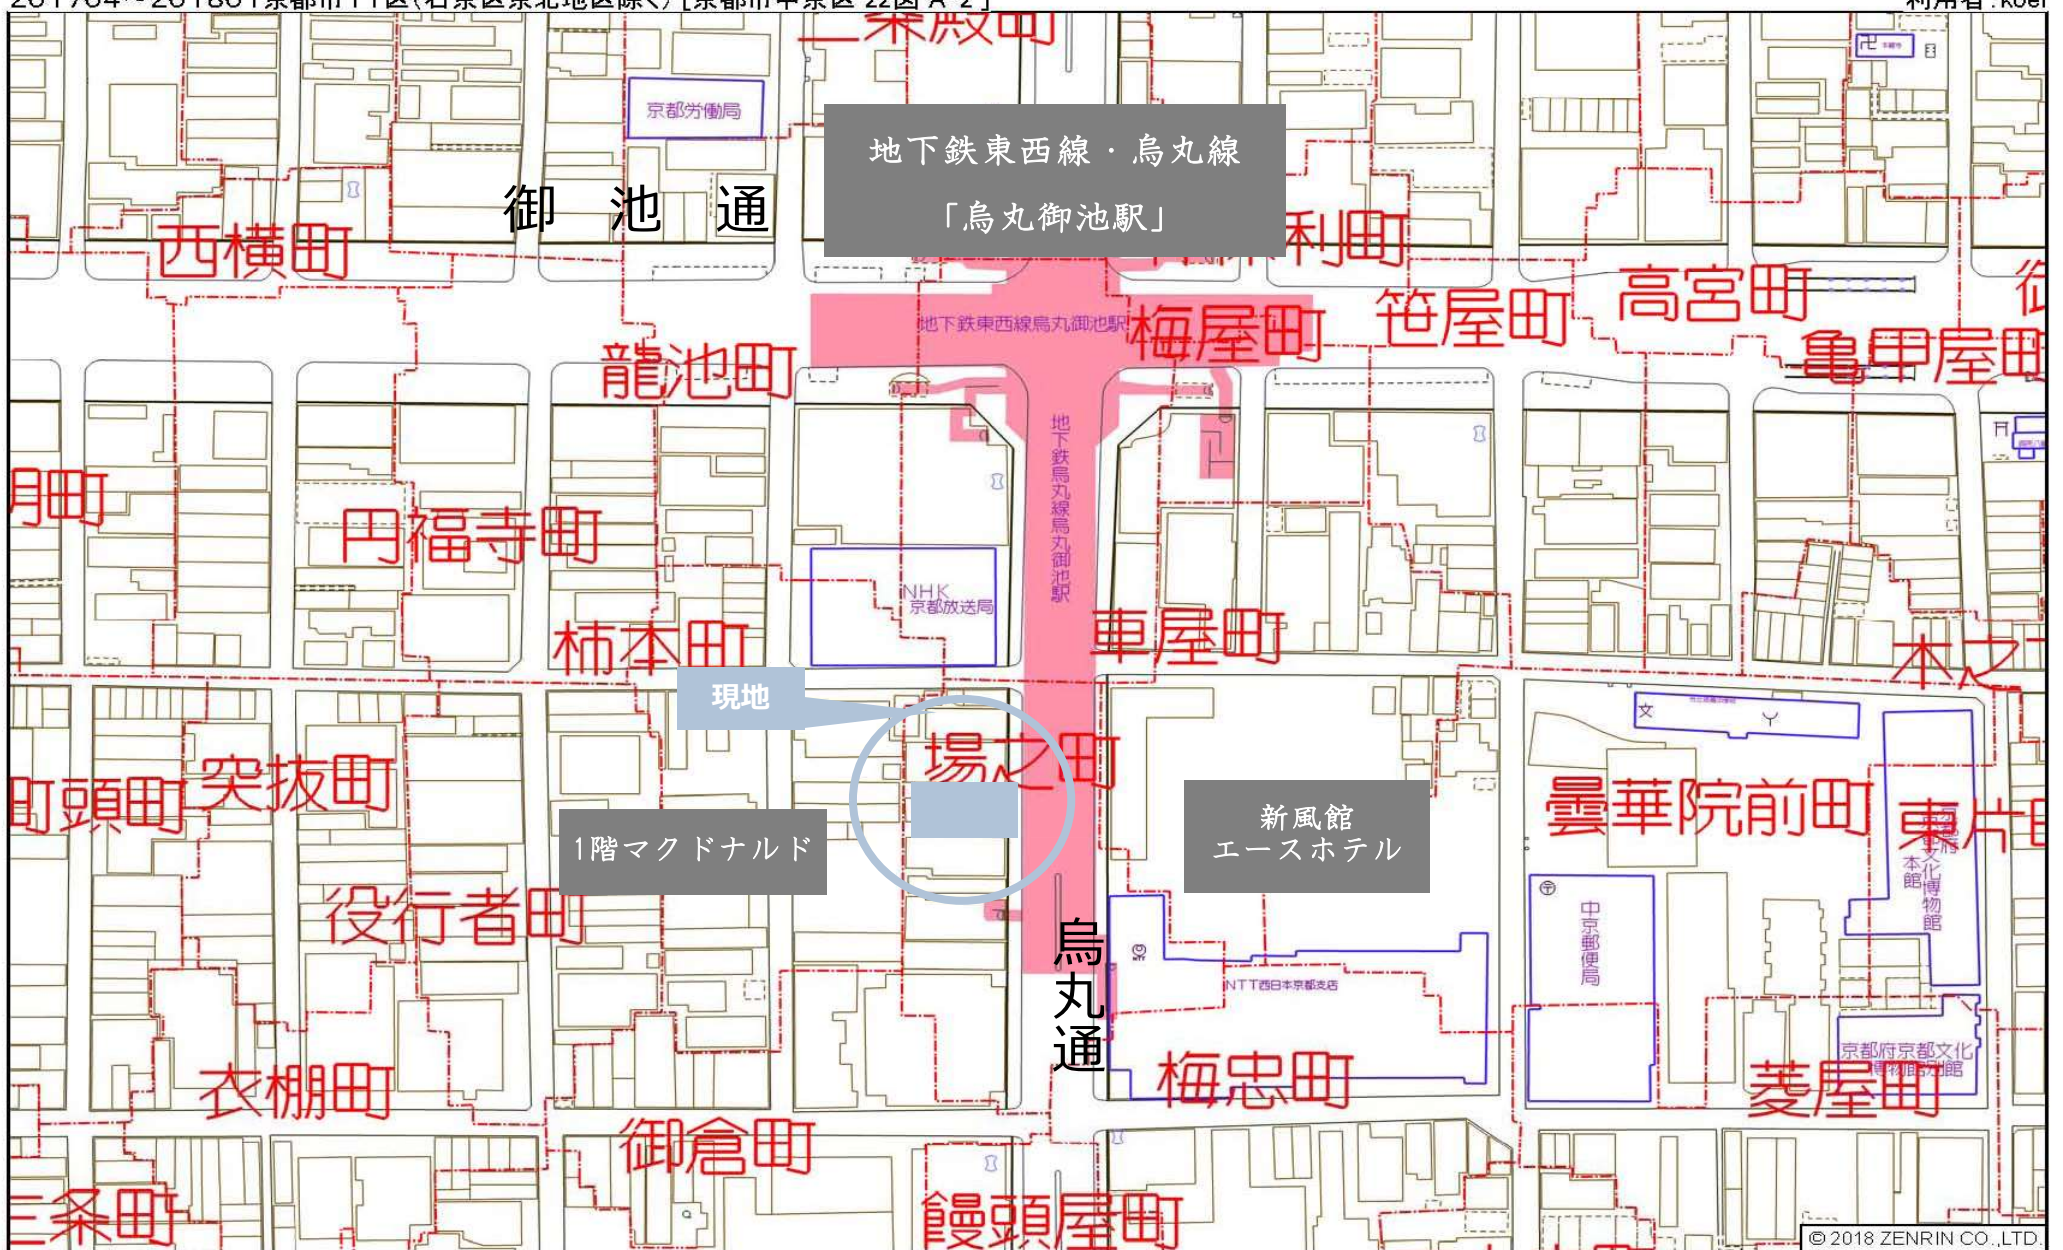 京都労働局
地下鉄東西線・烏丸線
「烏丸御池駅」
御池通
西横町
利町
高宮町
笹屋町
梅屋町
地下鉄東西線烏丸御池駅
亀甲屋町
龍池町
地下鉄烏丸線烏丸御池駅
円福寺町
NHK
京都放送局
柿本町
車屋町
木之
現地
場之町
突抜町
町頭町
曇華院前町
東片
新風館
エースホテル
1階マクドナルド
役行者町
本館
中京郵便局
烏丸通
NTT西日本京都支店
京都府京都文化
博物館別館
衣棚町
梅忠町
菱屋町
御倉町
三条町
饅頭屋町
©2018 ZENRIN CO.,LTD.